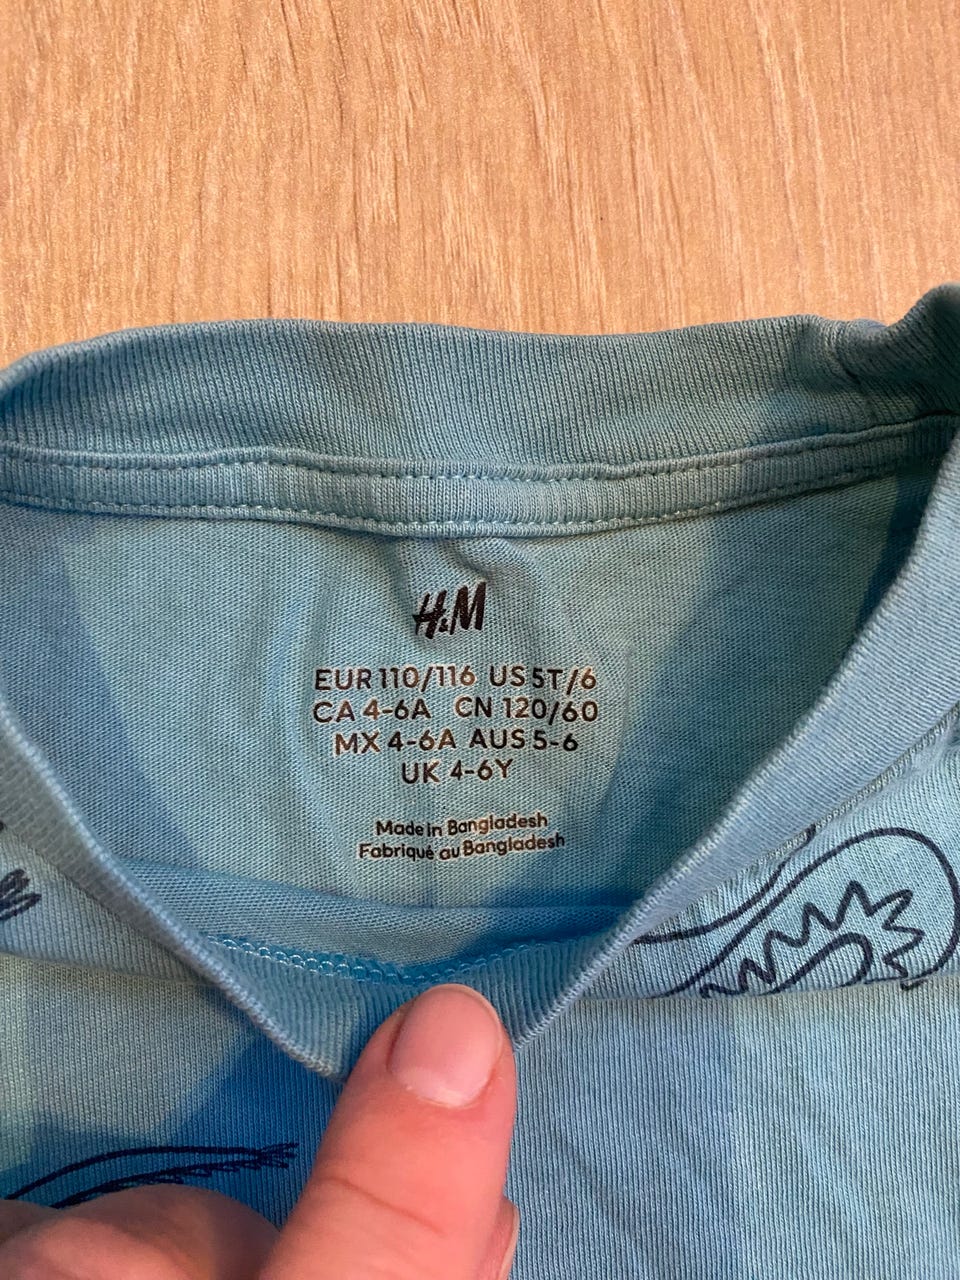 H&M
EUR 110/116 US 5T/6
CA 4-6A CN 120/60
MX 4-6A AUS 5-6
UK 4-6Y
Made in Bangladesh
Fabriqué au Bangladesh